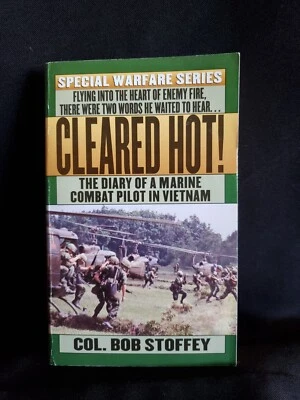 SPECIAL WARFARE SERIES
FLYING INTO THE HEART OF ENEMY FIRE,
THERE WERE TWO WORDS HE WAITED TO HEAR...
CLEARED HOT!
THE DIARY OF A MARINE
COMBAT PILOT IN VIETNAM
COL. BOB STOFFEY